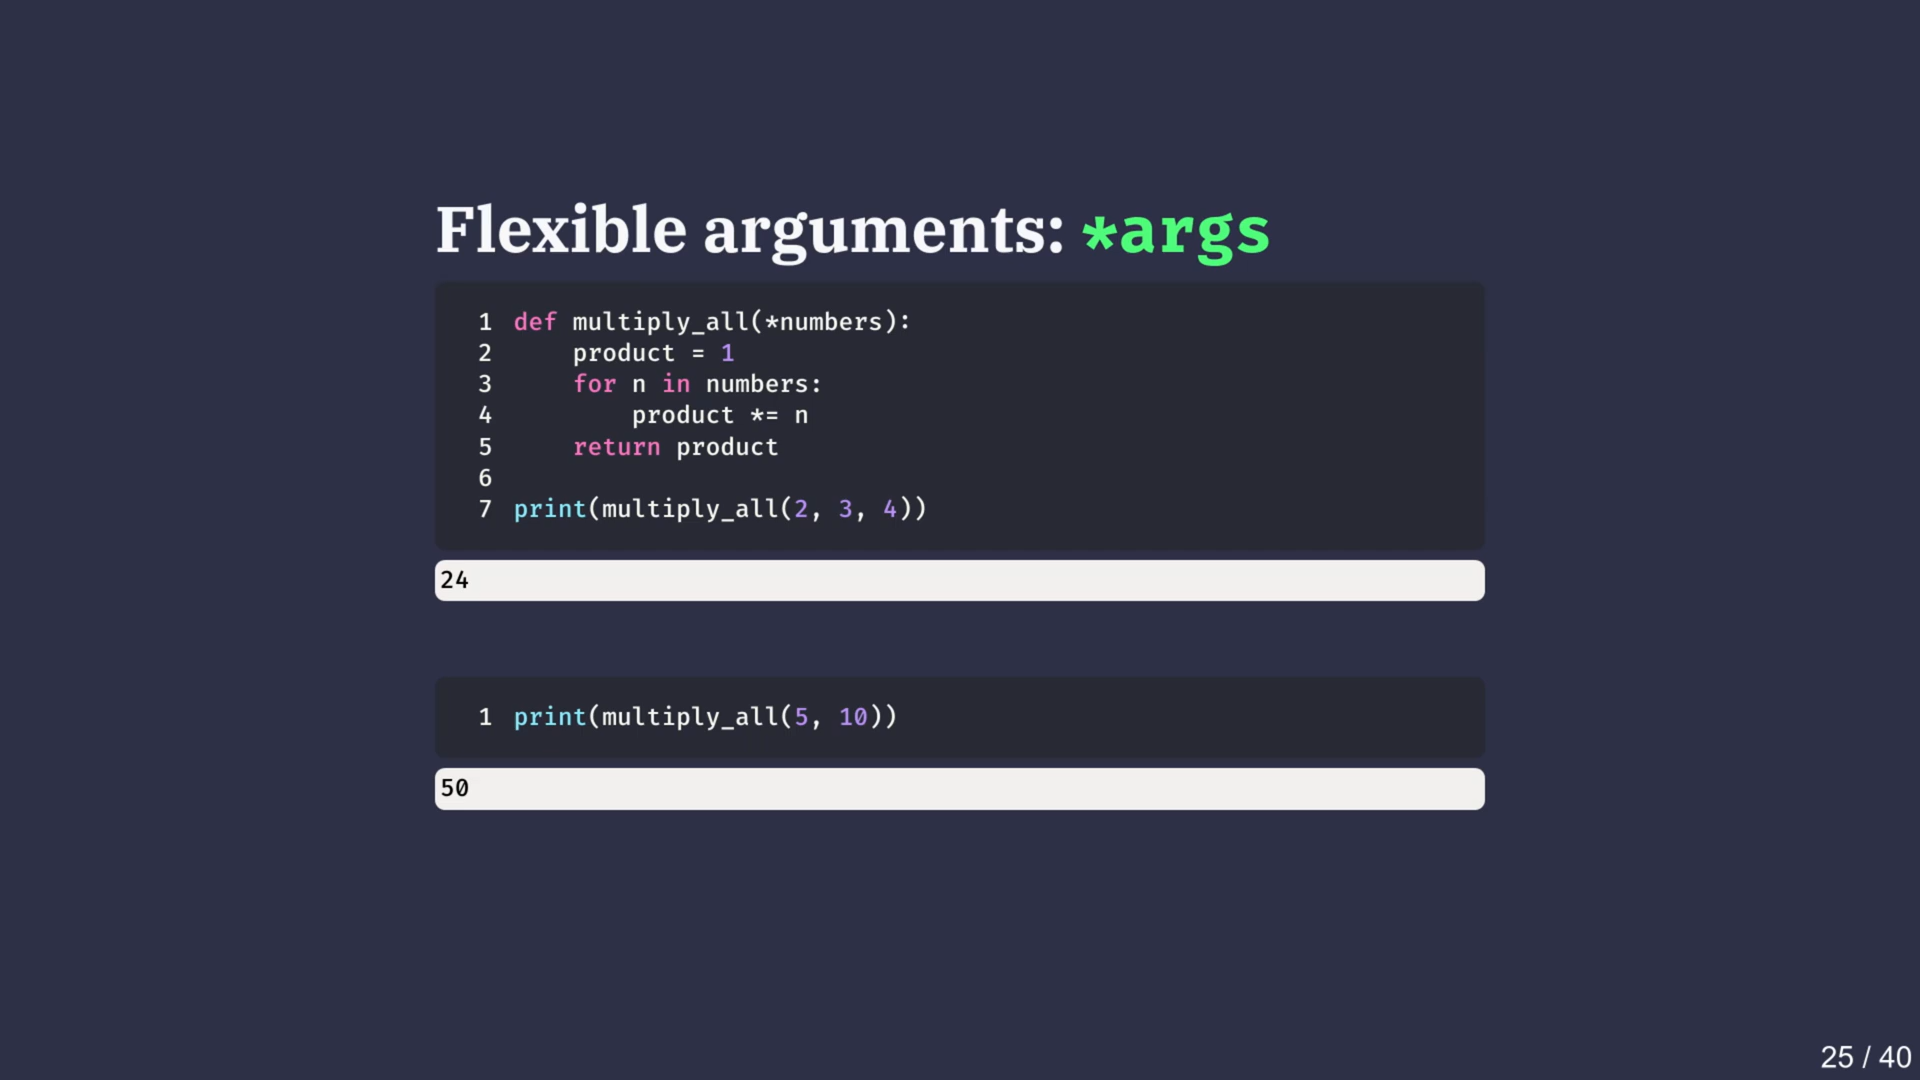 Flexible arguments: *args
1 def multiply_all(*numbers):
2     product = 1
3     for n in numbers:
4         product *= n
5     return product
6
7 print(multiply_all(2, 3, 4))
24
1 print(multiply_all(5, 10))
50
25 / 40